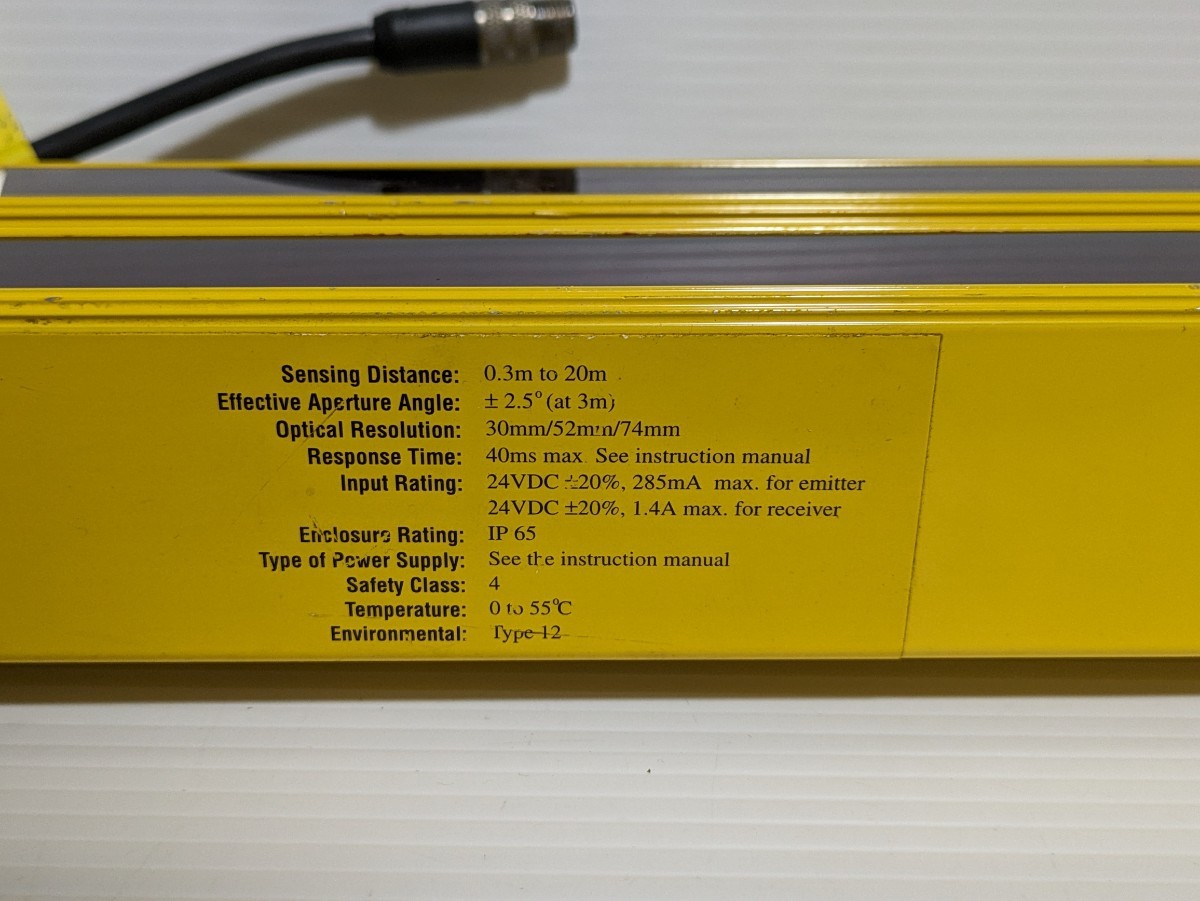 Sensing Distance: 0.3m to 20m
Effective Aperture Angle: ± 2.5° (at 3m)
Optical Resolution: 30mm/52mm/74mm
Response Time: 40ms max. See instruction manual
Input Rating: 24VDC ±20%, 285mA max. for emitter
24VDC ±20%, 1.4A max. for receiver
Enclosure Rating: IP 65
Type of Power Supply: See the instruction manual
Safety Class: 4
Temperature: 0 to 55°C
Environmental: Type 12